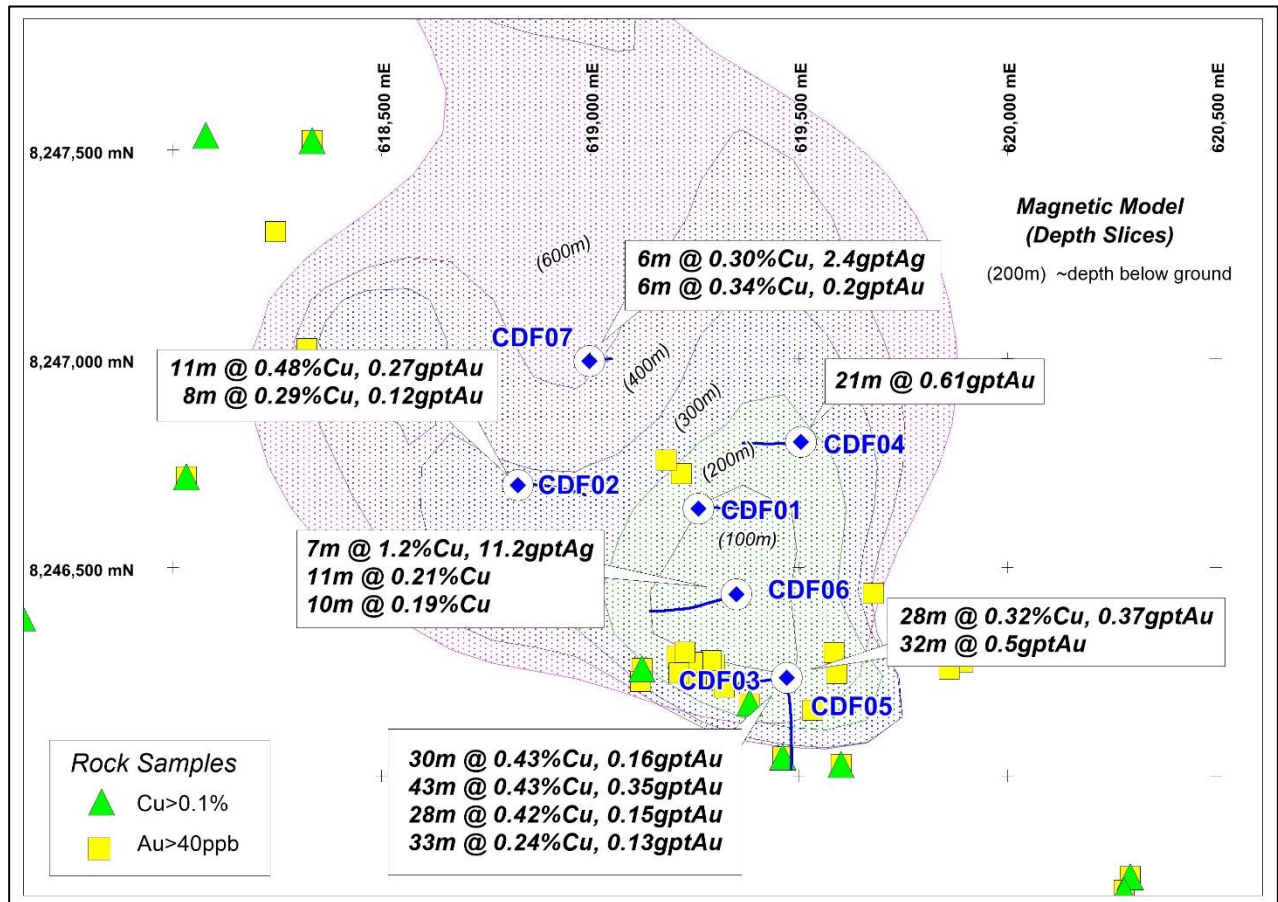 618,500 mE
619,000 mE
619,500 mE
620,000 mE
620,500 mE
8,247,500 mN
Magnetic Model
(Depth Slices)
(200m) ~depth below ground
(600m)
6m @ 0.30%Cu, 2.4gptAg
6m @ 0.34%Cu, 0.2gptAu
CDF07
8,247,000 mN
(400m)
11m @ 0.48%Cu, 0.27gptAu
8m @ 0.29%Cu, 0.12gptAu
21m @ 0.61gptAu
(300m)
CDF04
(200m)
CDF02
CDF01
(100m)
7m @ 1.2%Cu, 11.2gptAg
11m @ 0.21%Cu
10m @ 0.19%Cu
8,246,500 mN
CDF06
28m @ 0.32%Cu, 0.37gptAu
32m @ 0.5gptAu
CDF03
CDF05
30m @ 0.43%Cu, 0.16gptAu
43m @ 0.43%Cu, 0.35gptAu
28m @ 0.42%Cu, 0.15gptAu
33m @ 0.24%Cu, 0.13gptAu
Rock Samples
Cu>0.1%
Au>40ppb